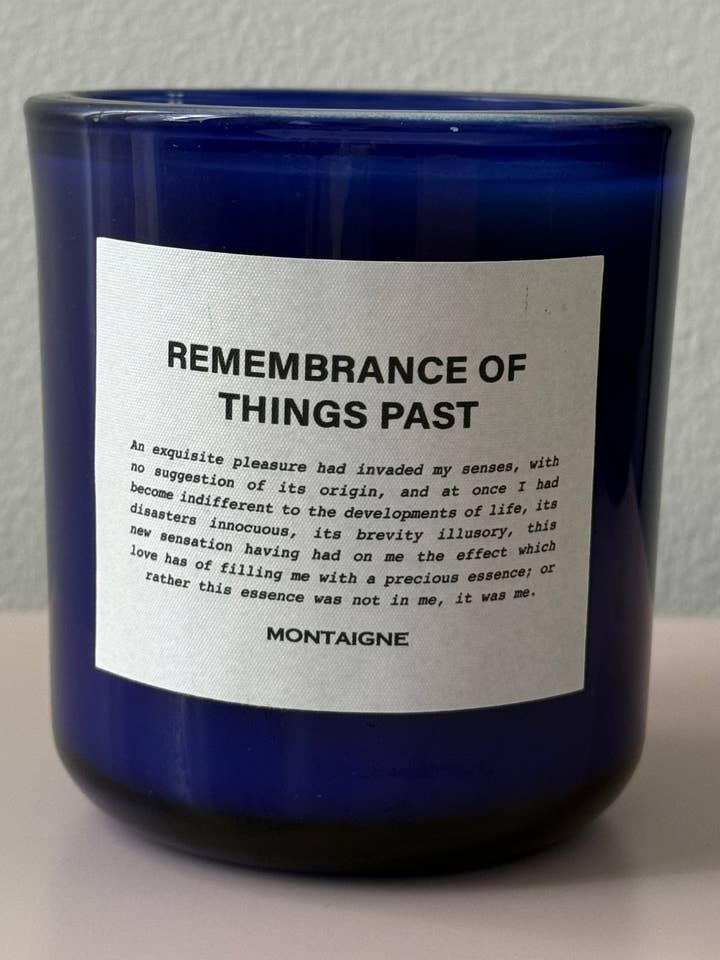 REMEMBRANCE OF
THINGS PAST
An exquisite pleasure had invaded my senses, with
no suggestion of its origin, and at once I had
become indifferent to the developments of life, its
disasters innocuous, its brevity illusory, this
new sensation having had on me the effect which
love has of filling me with a precious essence; or
rather this essence was not in me, it was me.
MONTAIGNE